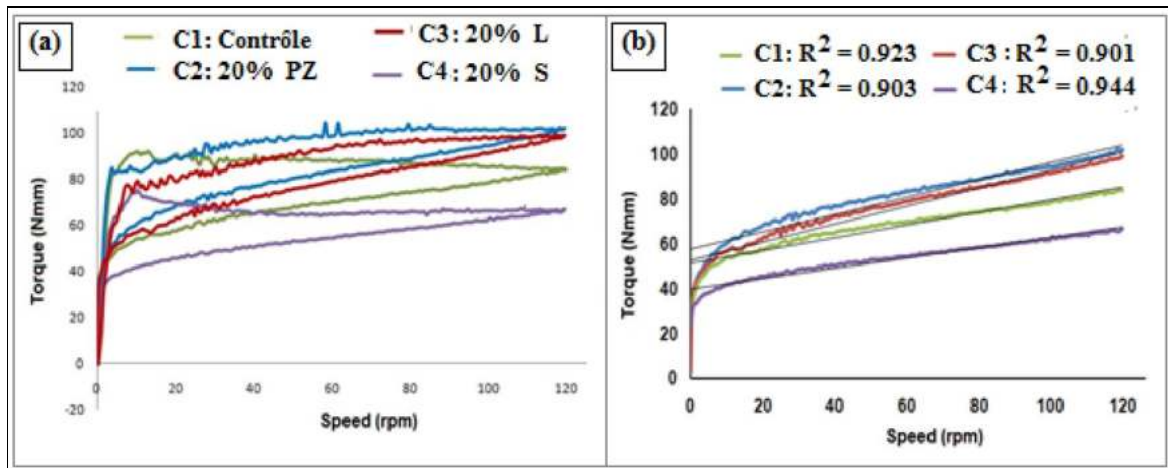 (a)
C1: Contrôle
C3: 20% L
C2: 20% PZ
C4: 20% S
120
100
80
60
40
20
0
-20
0 20 40 60 80 100 120
Torque (Nmm)
Speed (rpm)
(b)
C1: R² = 0.923
C3: R² = 0.901
C2: R² = 0.903
C4: R² = 0.944
120
100
80
60
40
20
0
0 20 40 60 80 100 120
Torque (Nmm)
Speed (rpm)